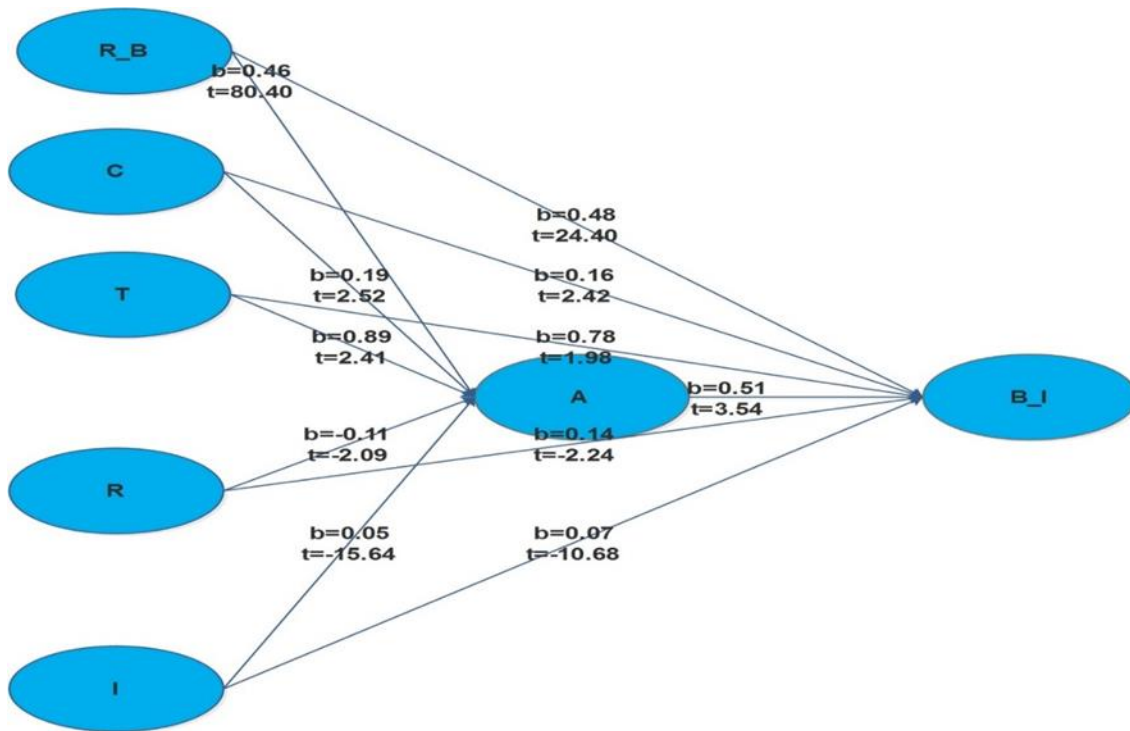 R_B
b=0.46
t=80.40
C
b=0.48
t=24.40
T
b=0.19
t=2.52
b=0.16
t=2.42
b=0.89
t=2.41
b=0.78
t=1.98
A
b=0.51
t=3.54
B_I
R
b=-0.11
t=-2.09
b=0.14
t=-2.24
b=0.05
t=-15.64
b=0.07
t=-10.68
I